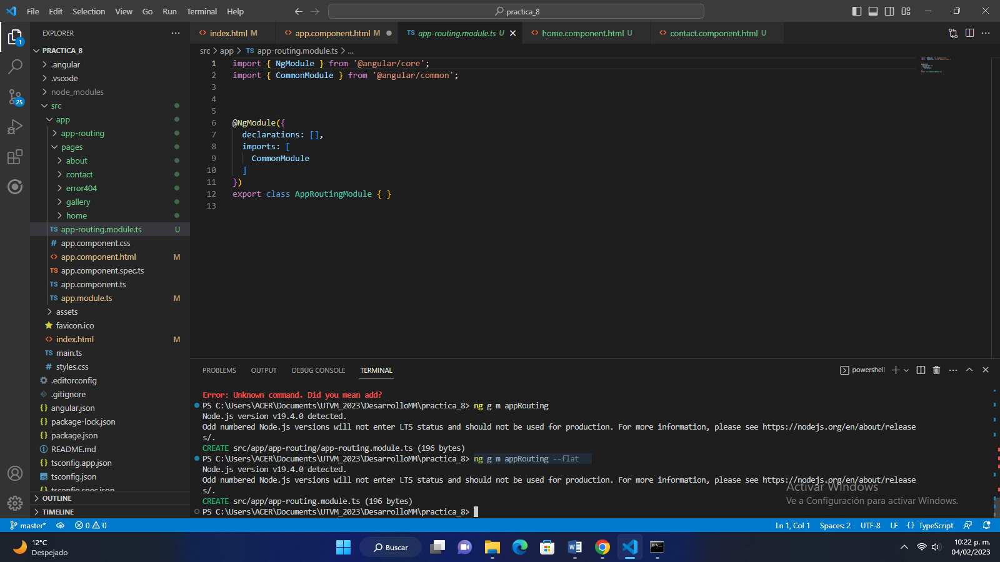 File Edit Selection View Go Run Terminal Help
practica_8
EXPLORER
PRACTICA_8
.angular
.vscode
node_modules
src
app
app-routing
pages
about
contact
error404
gallery
home
app-routing.module.ts U
app.component.css
app.component.html M
app.component.spec.ts
app.component.ts
app.module.ts M
assets
favicon.ico
index.html M
main.ts
styles.css
.editorconfig
.gitignore
angular.json
package-lock.json
package.json
README.md
tsconfig.app.json
tsconfig.json
tsconfig.spec.json
OUTLINE
TIMELINE
1
25
index.html M
app.component.html M
TS app-routing.module.ts U
home.component.html U
contact.component.html U
src > app > TS app-routing.module.ts > ...
1 import { NgModule } from '@angular/core';
2 import { CommonModule } from '@angular/common';
3
4
5
6 @NgModule({
7 declarations: [],
8 imports: [
9 CommonModule
10 ]
11 })
12 export class AppRoutingModule { }
13
PROBLEMS OUTPUT DEBUG CONSOLE TERMINAL
powershell
Error: Unknown command. Did you mean add?
PS C:\Users\ACER\Documents\UTVM_2023\DesarrolloMM\practica_8> ng g m appRouting
Node.js version v19.4.0 detected.
Odd numbered Node.js versions will not enter LTS status and should not be used for production. For more information, please see https://nodejs.org/en/about/release
s/.
CREATE src/app/app-routing/app-routing.module.ts (196 bytes)
PS C:\Users\ACER\Documents\UTVM_2023\DesarrolloMM\practica_8> ng g m appRouting --flat
Node.js version v19.4.0 detected.
Odd numbered Node.js versions will not enter LTS status and should not be used for production. For more information, please see https://nodejs.org/en/about/release
s/.
CREATE src/app/app-routing.module.ts (196 bytes)
PS C:\Users\ACER\Documents\UTVM_2023\DesarrolloMM\practica_8>
Activar Windows
Ve a Configuración para activar Windows.
master* 0 0
Ln 1, Col 1 Spaces: 2 UTF-8 LF { } TypeScript
12°C
Despejado
Buscar
10:22 p. m.
04/02/2023